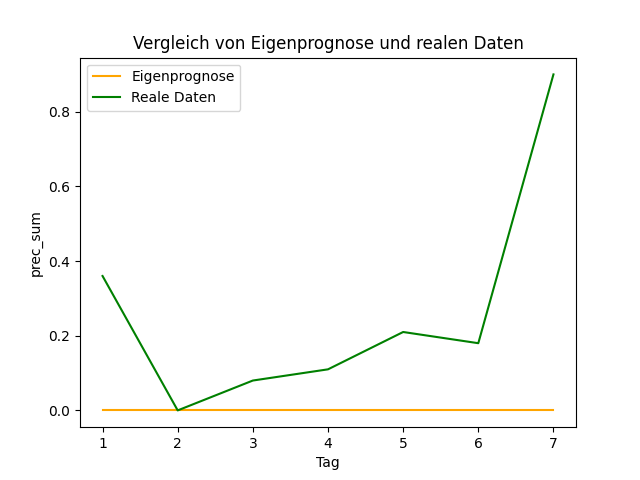 Vergleich von Eigenprognose und realen Daten
Eigenprognose
Reale Daten
prec_sum
0.8
0.6
0.4
0.2
0.0
1 2 3 4 5 6 7
Tag